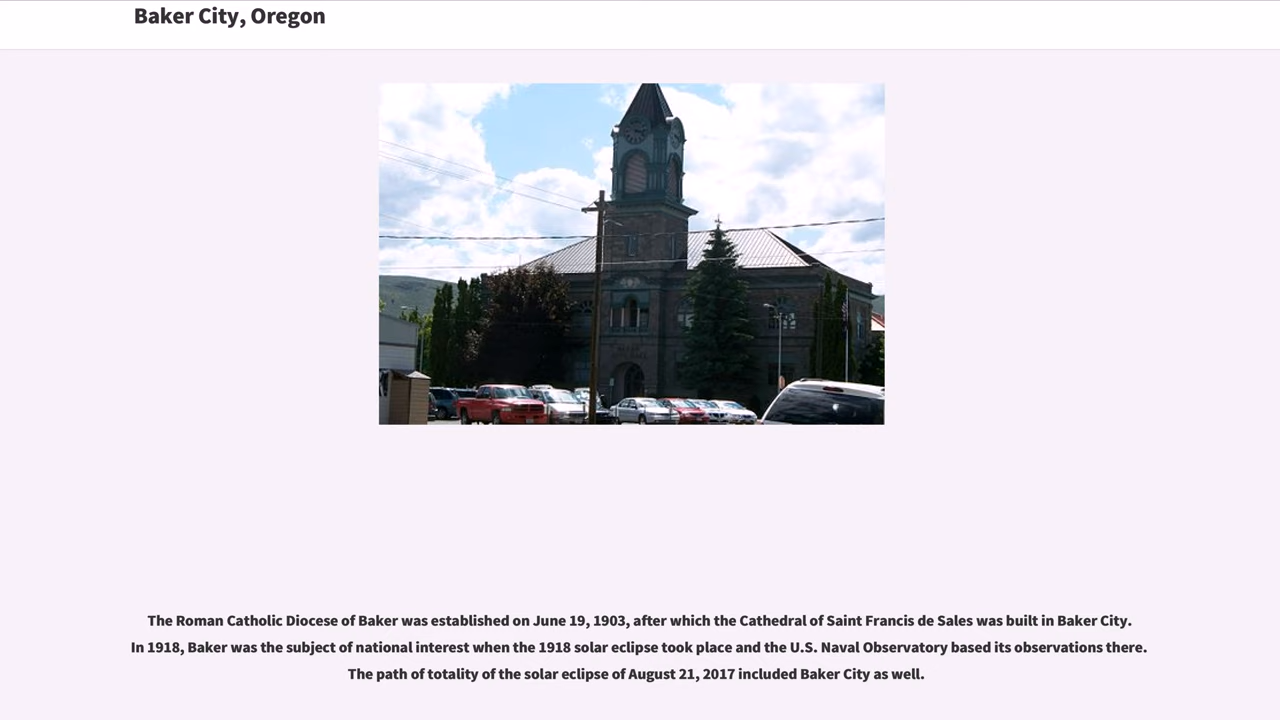 Baker City, Oregon
The Roman Catholic Diocese of Baker was established on June 19, 1903, after which the Cathedral of Saint Francis de Sales was built in Baker City.
In 1918, Baker was the subject of national interest when the 1918 solar eclipse took place and the U.S. Naval Observatory based its observations there.
The path of totality of the solar eclipse of August 21, 2017 included Baker City as well.